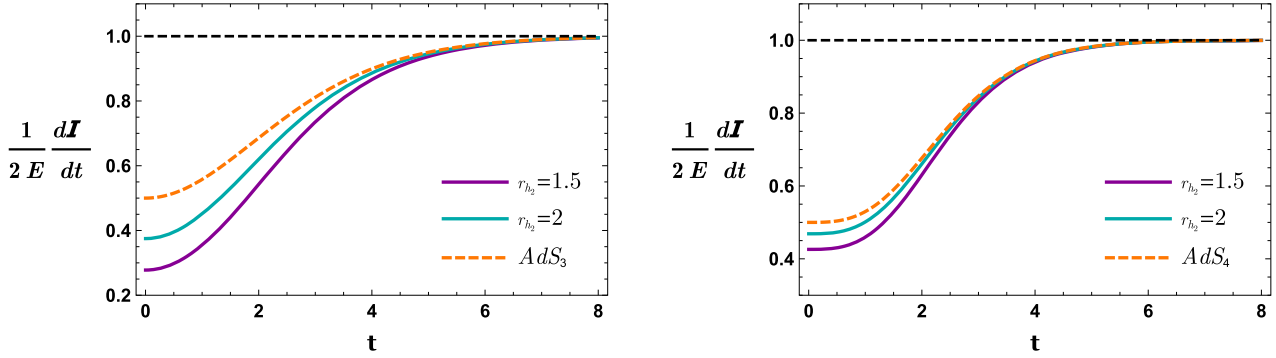 1.0
0.8
0.6
0.4
0.2
0 2 4 6 8
t
1 d𝑰
2 E dt
r_{h_2}=1.5
r_{h_2}=2
AdS_3
1.0
0.8
0.6
0.4
0 2 4 6 8
t
1 d𝑰
2 E dt
r_{h_2}=1.5
r_{h_2}=2
AdS_4